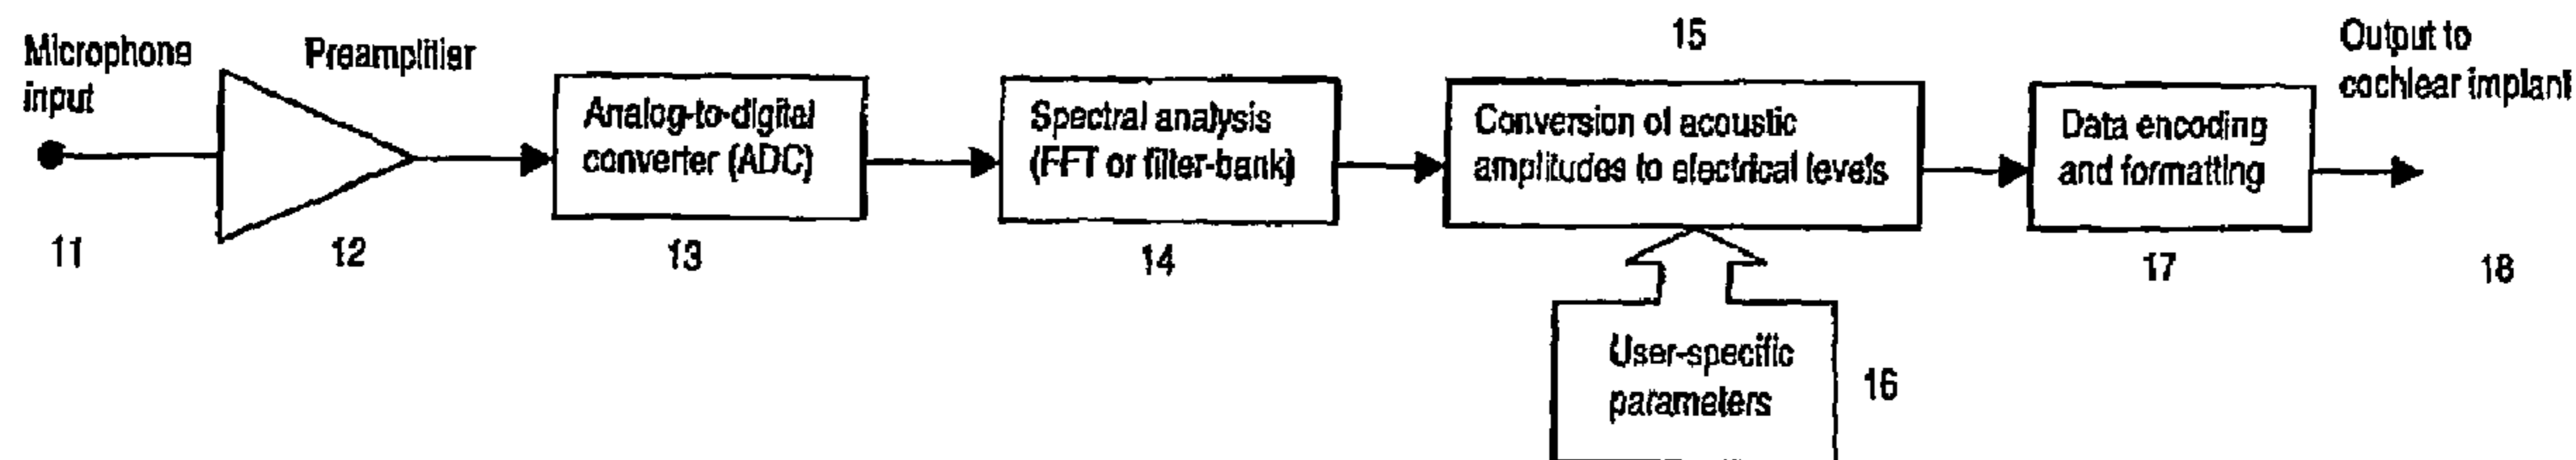 15
Microphone
input
Preamplifier
Output to
cochlear implant
Analog-to-digital
converter (ADC)
Spectral analysis
(FFT or filter-bank)
Conversion of acoustic
amplitudes to electrical levels
Data encoding
and formatting
11
12
13
14
17
18
User-specific
parameters
16